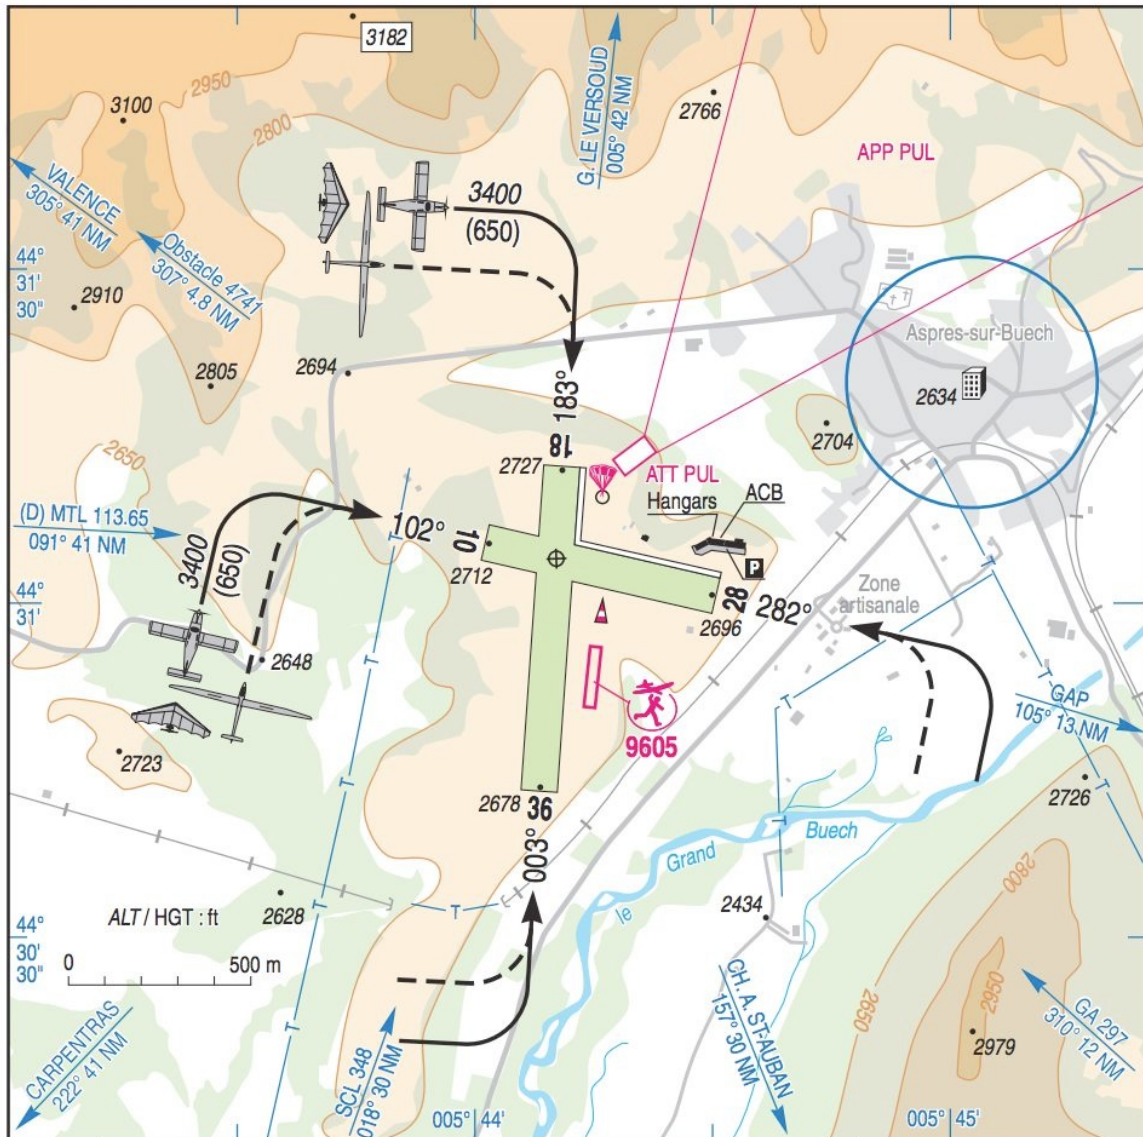 3182
2950
3100
2800
2766
G. LE VERSOUD
005° 42 NM
APP PUL
VALENCE
305° 41 NM
Obstacle 4741
307° 4.8 NM
3400
(650)
44°
31'
30"
2910
Aspres-sur-Buech
2634
2805
2694
183°
18
2704
2650
2727
ATT PUL
Hangars
ACB
(D) MTL 113.65
091° 41 NM
3400
(650)
102°
10
2712
P
28
282°
2696
Zone
artisanale
44°
31'
T
T
2648
GAP
105° 13 NM
T
9605
2723
T
2678
36
T
2726
003°
T
Buech
Grand
le
2800
2628
T
2434
ALT / HGT : ft
0
500 m
44°
30'
30"
CH. A. ST-AUBAN
157° 30 NM
2650
2950
GA 297
310° 12 NM
2979
T
CARPENTRAS
222° 41 NM
SCL 348
018° 30 NM
005° 44'
005° 45'